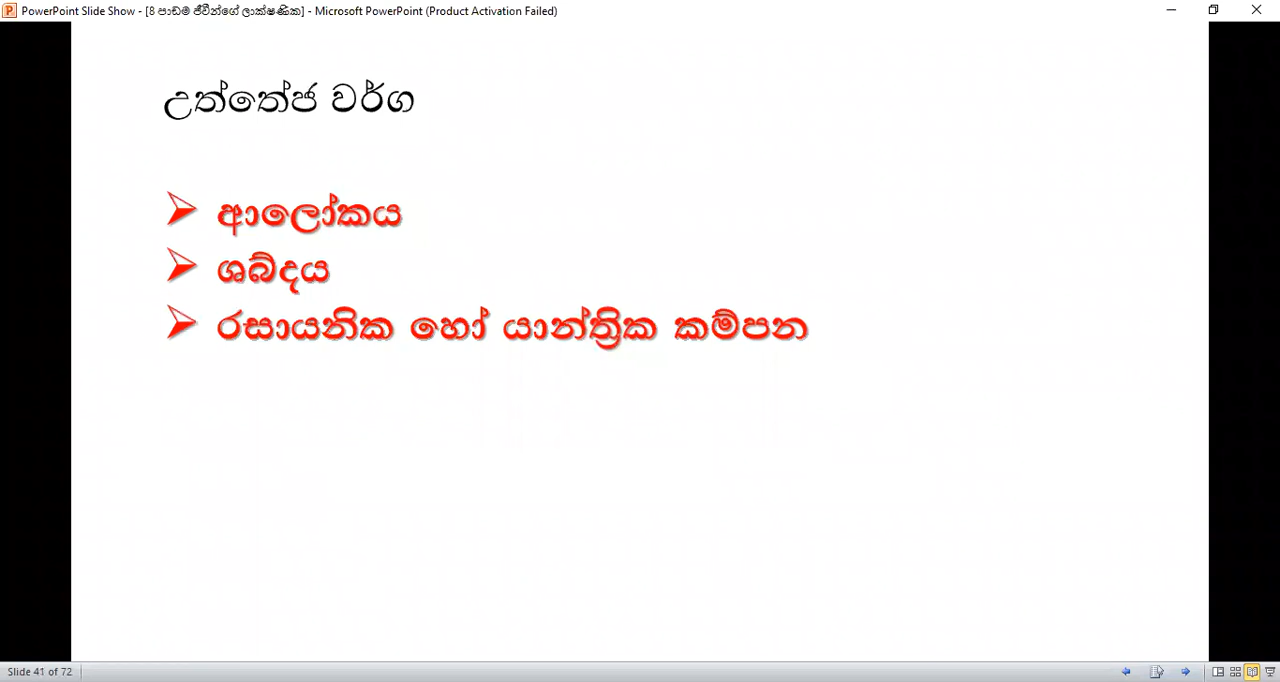 PowerPoint Slide Show - [8 පාඩම ජීවීන්ගේ ලාක්ෂණික] - Microsoft PowerPoint (Product Activation Failed)
උත්තේජ වර්ග
ආලෝකය
ශබ්දය
රසායනික හෝ යාන්ත්‍රික කම්පන
Slide 41 of 72